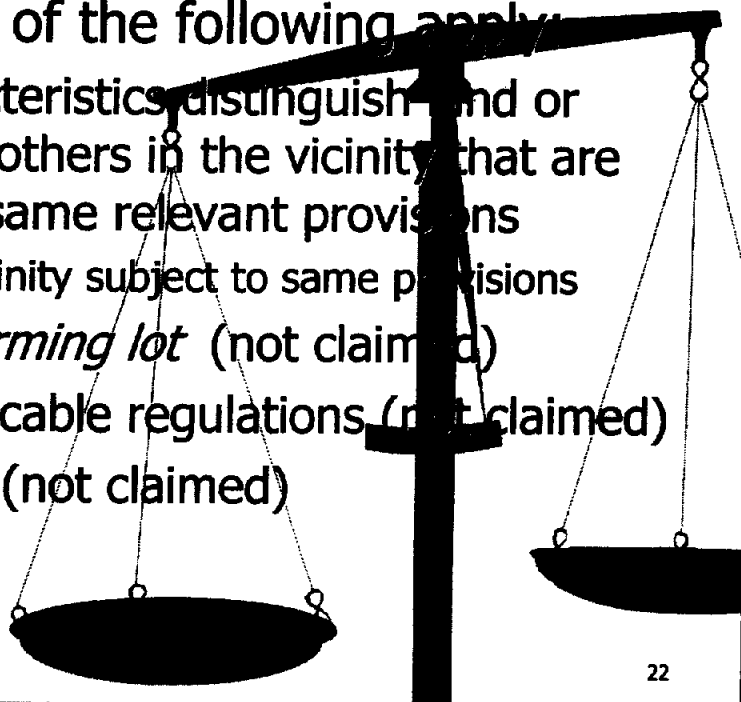 of the following apply:
teristics distinguish land or
others in the vicinity that are
same relevant provisions
inity subject to same provisions
rming lot (not claimed)
cable regulations (not claimed)
(not claimed)
22